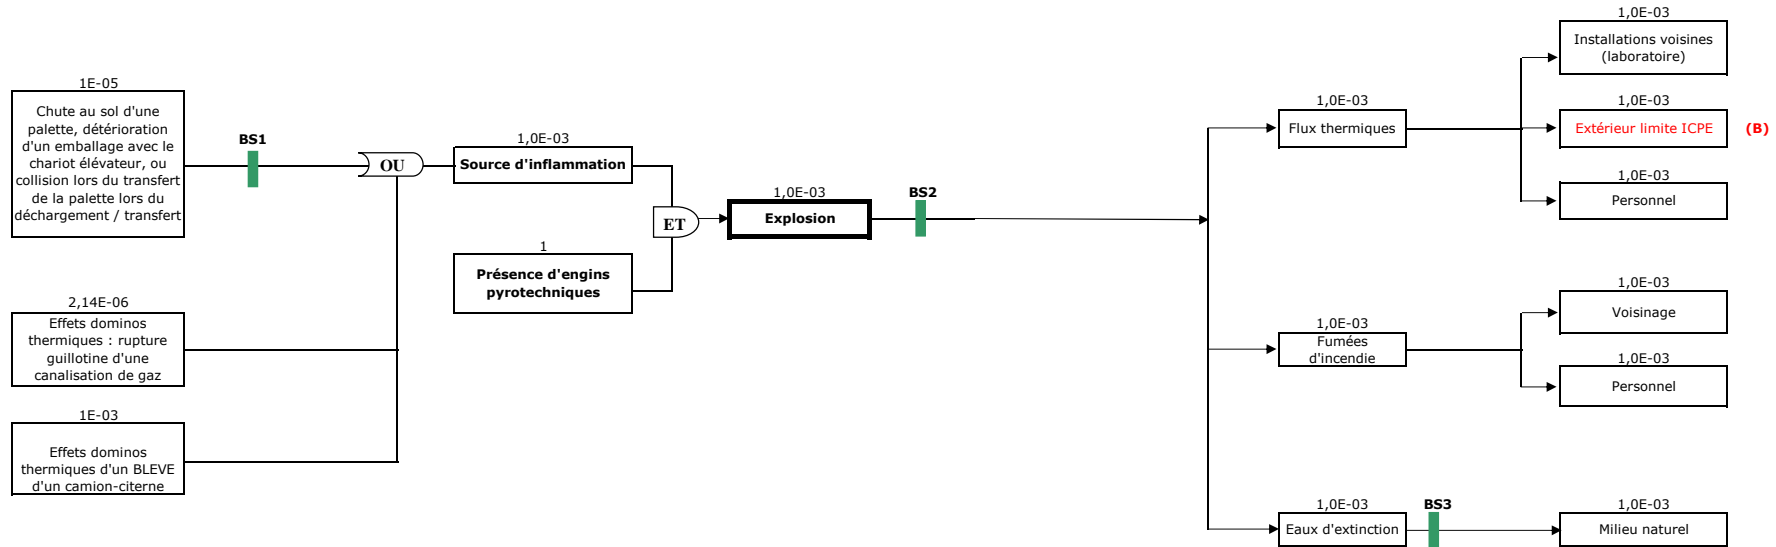 1E-05
Chute au sol d'une
palette, détérioration
d'un emballage avec le
chariot élévateur, ou
collision lors du transfert
de la palette lors du
déchargement / transfert
BS1
2,14E-06
Effets dominos
thermiques : rupture
guillotine d'une
canalisation de gaz
1E-03
Effets dominos
thermiques d'un BLEVE
d'un camion-citerne
OU
1,0E-03
Source d'inflammation
1
Présence d'engins
pyrotechniques
ET
1,0E-03
Explosion
BS2
1,0E-03
Flux thermiques
1,0E-03
Installations voisines
(laboratoire)
1,0E-03
Extérieur limite ICPE (B)
1,0E-03
Personnel
1,0E-03
Fumées
d'incendie
1,0E-03
Voisinage
1,0E-03
Personnel
1,0E-03
Eaux d'extinction
BS3
1,0E-03
Milieu naturel